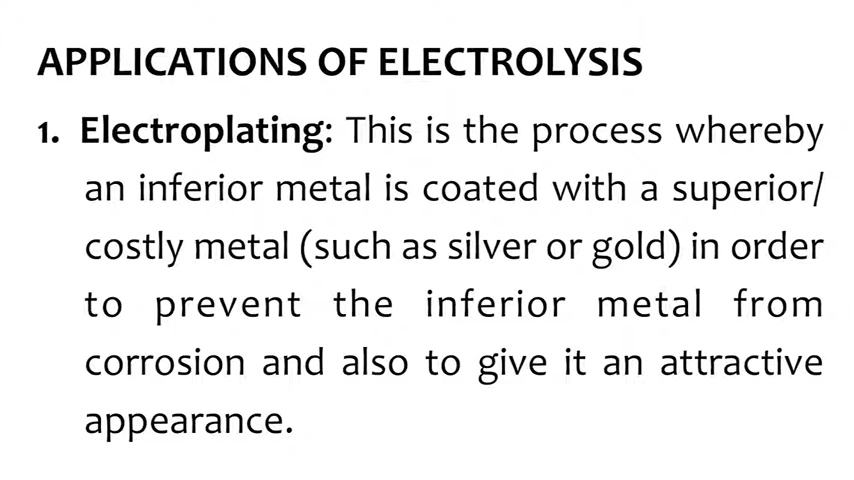 APPLICATIONS OF ELECTROLYSIS
1. Electroplating: This is the process whereby
an inferior metal is coated with a superior/
costly metal (such as silver or gold) in order
to prevent the inferior metal from
corrosion and also to give it an attractive
appearance.